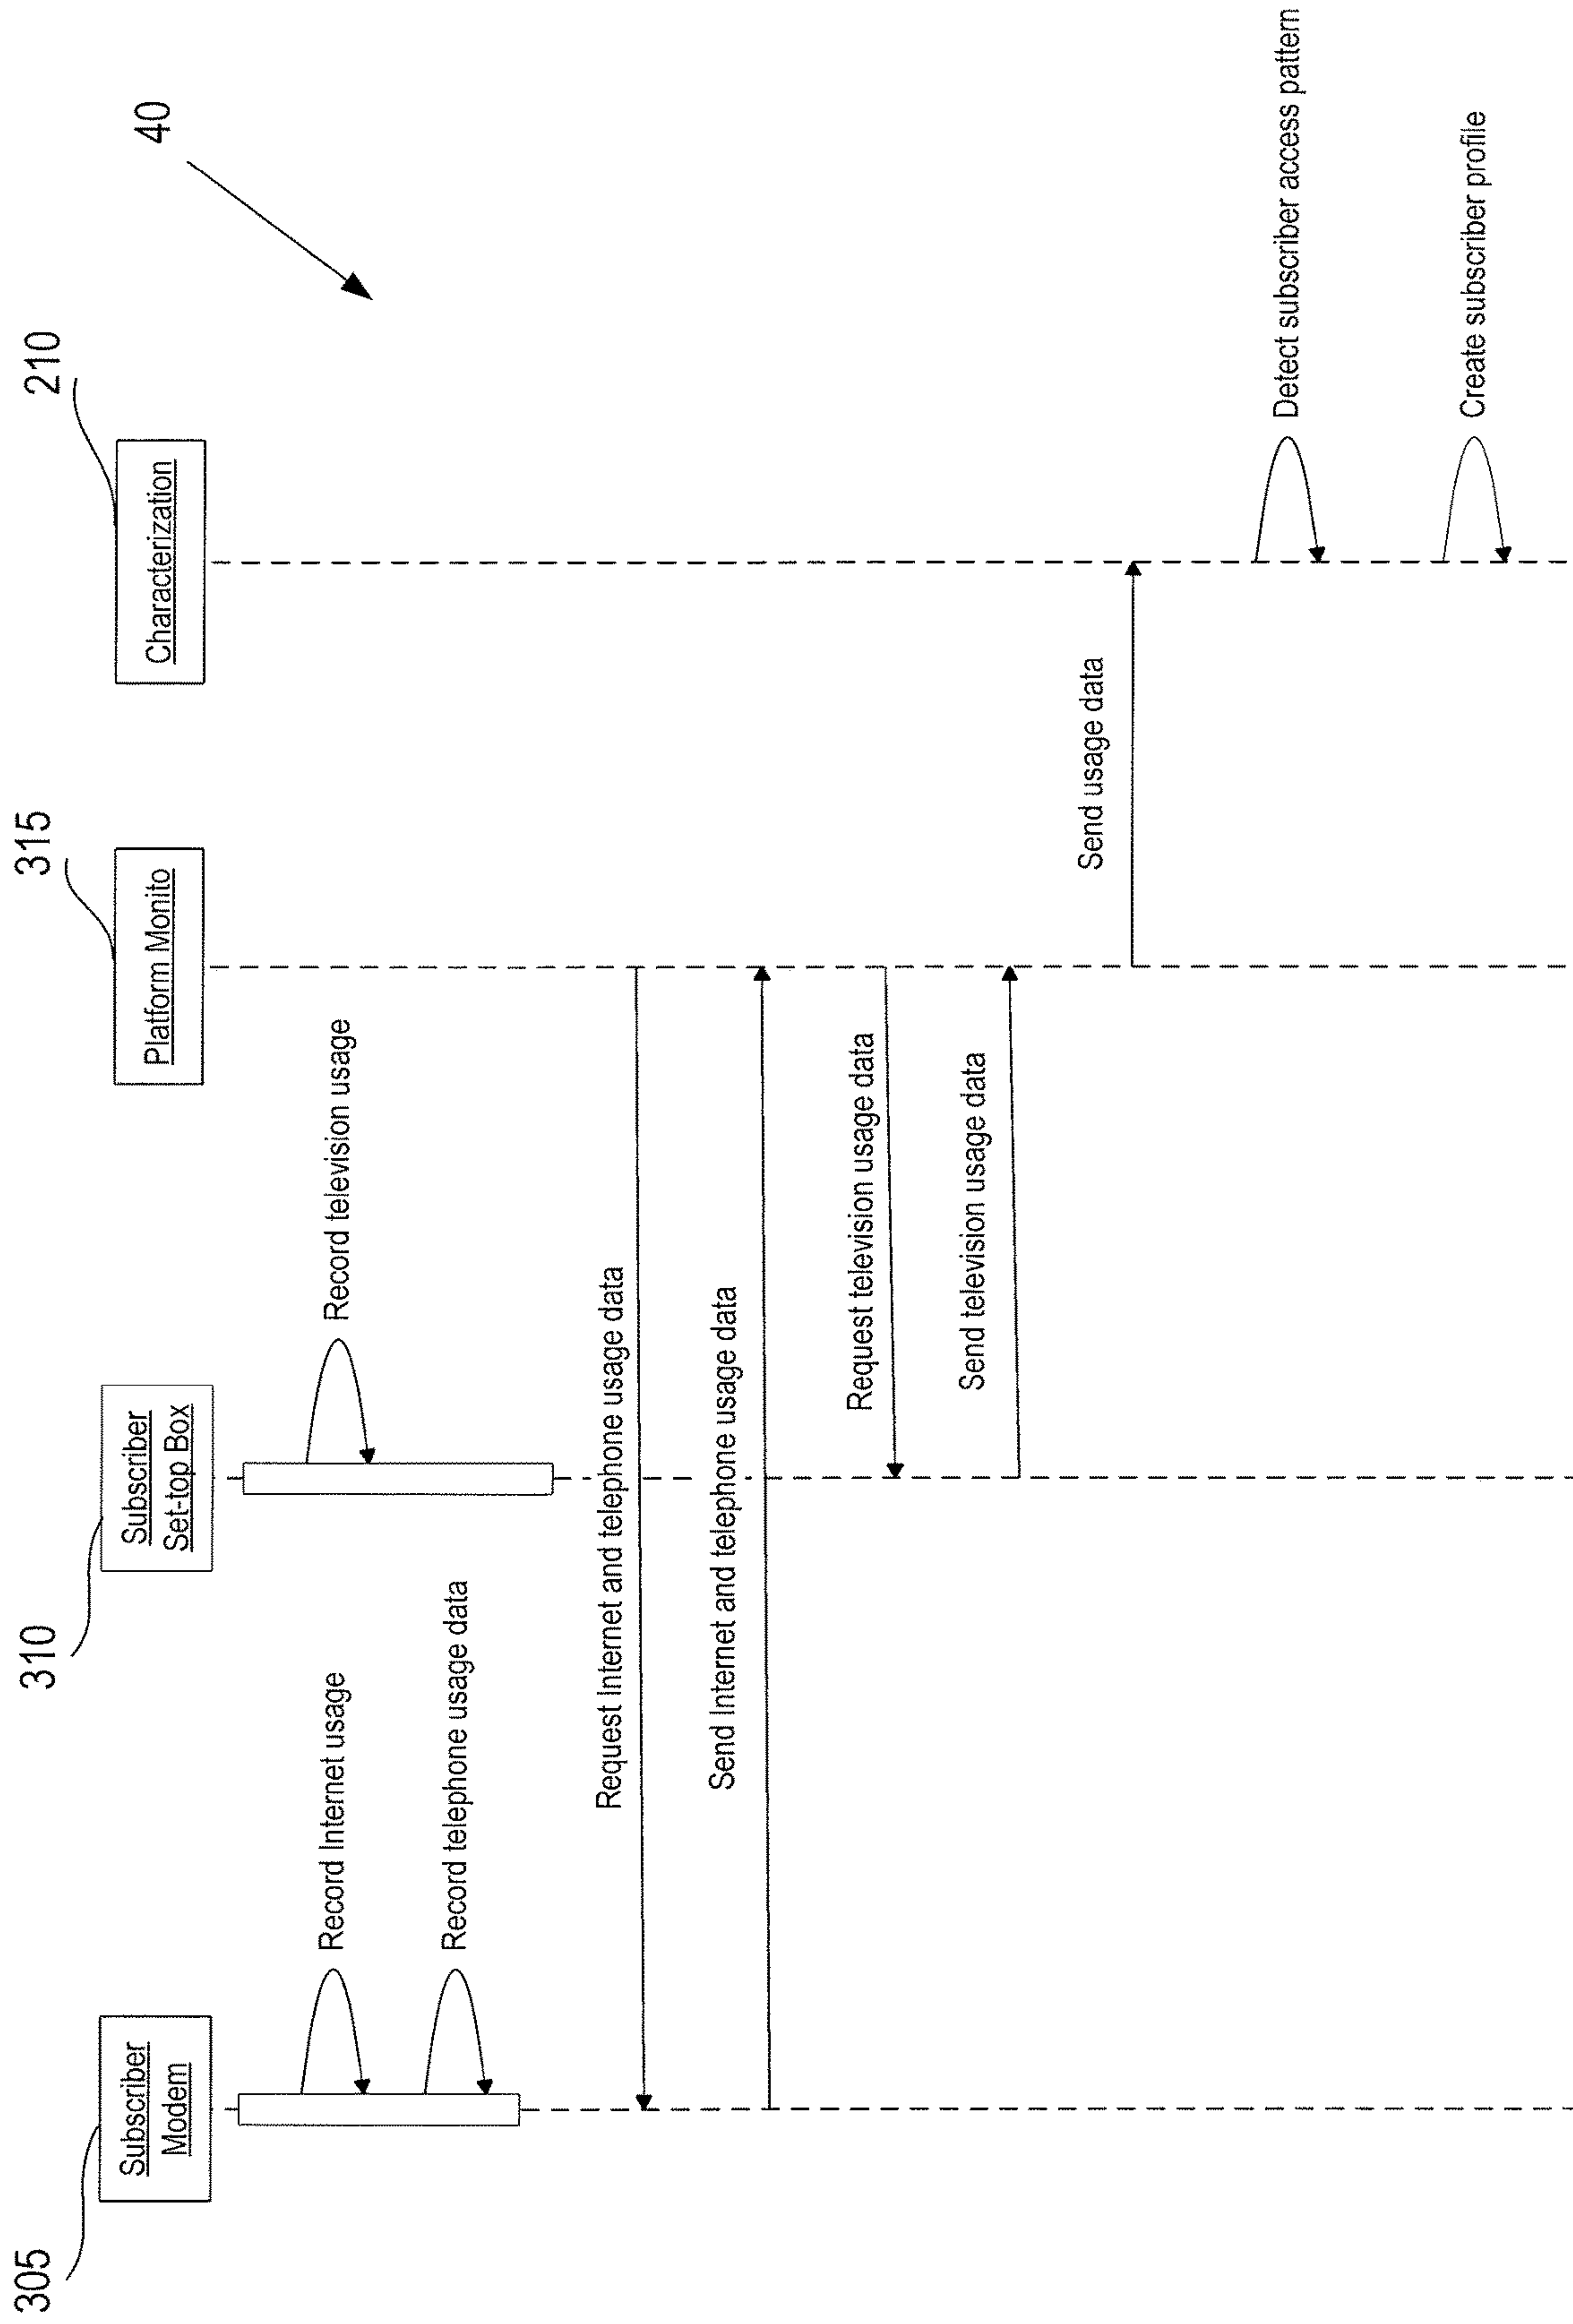 305
310
315
210
40
Subscriber
Modem
Subscriber
Set-top Box
Platform Monito
Characterization
Record Internet usage
Record television usage
Record telephone usage data
Request Internet and telephone usage data
Send Internet and telephone usage data
Request television usage data
Send television usage data
Send usage data
Detect subscriber access pattern
Create subscriber profile